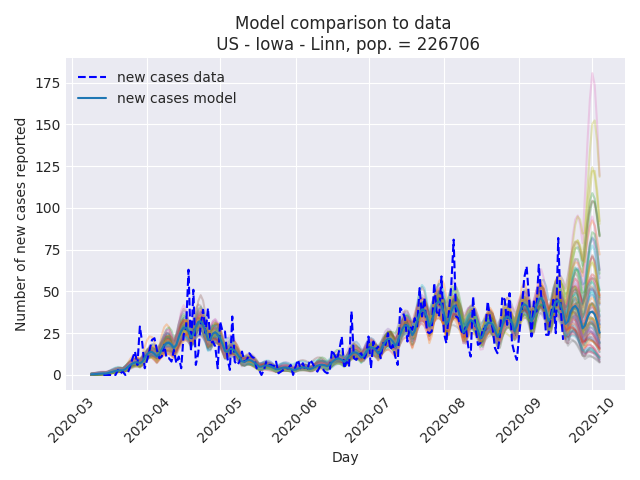 Model comparison to data
US - Iowa - Linn, pop. = 226706
new cases data
new cases model
Number of new cases reported
175
150
125
100
75
50
25
0
2020-03
2020-04
2020-05
2020-06
2020-07
2020-08
2020-09
2020-10
Day